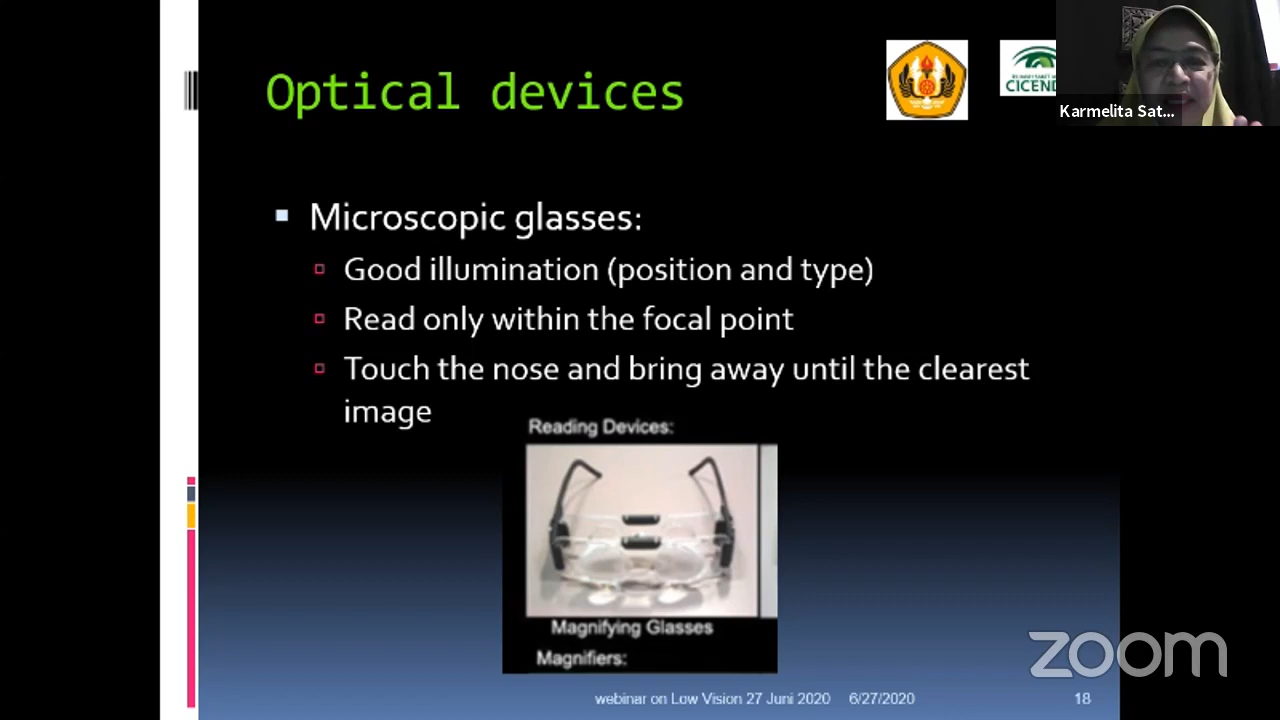 Optical devices
CICEND
Karmelita Sat...
Microscopic glasses:
Good illumination (position and type)
Read only within the focal point
Touch the nose and bring away until the clearest
image
Reading Devices:
Magnifying Glasses
Magnifiers:
zoom
webinar on Low Vision 27 Juni 2020 6/27/2020 18